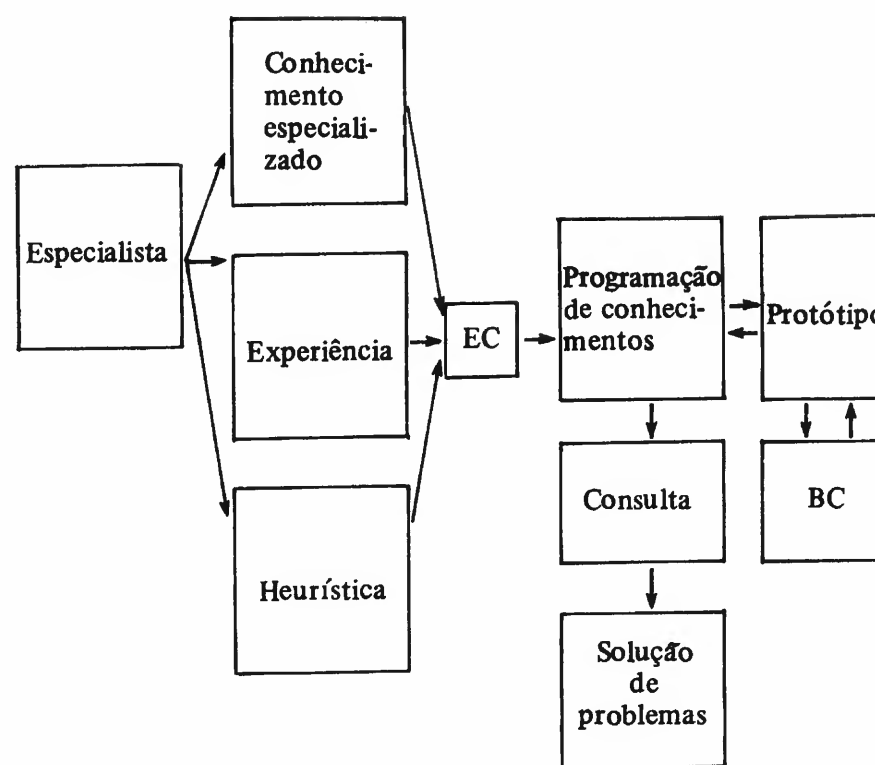 Conheci-
mento
especiali-
zado
Especialista
Experiência
Heurística
EC
Programação
de conheci-
mentos
Protótipo
Consulta
BC
Solução
de
problemas